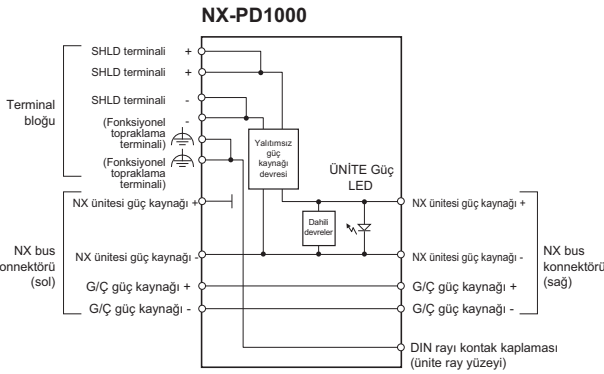 NX-PD1000
SHLD terminali +
SHLD terminali +
SHLD terminali -
-
(Fonksiyonel
topraklama
terminali)
(Fonksiyonel
topraklama
terminali)
Terminal
bloğu
Yalıtımsız
güç
kaynağı
devresi
ÜNİTE Güç
LED
Dahili
devreler
NX ünitesi güç kaynağı +
NX ünitesi güç kaynağı -
G/Ç güç kaynağı +
G/Ç güç kaynağı -
NX bus
onnektörü
(sol)
NX ünitesi güç kaynağı +
NX ünitesi güç kaynağı -
G/Ç güç kaynağı +
G/Ç güç kaynağı -
NX bus
konnektörü
(sağ)
DIN rayı kontak kaplaması
(ünite ray yüzeyi)